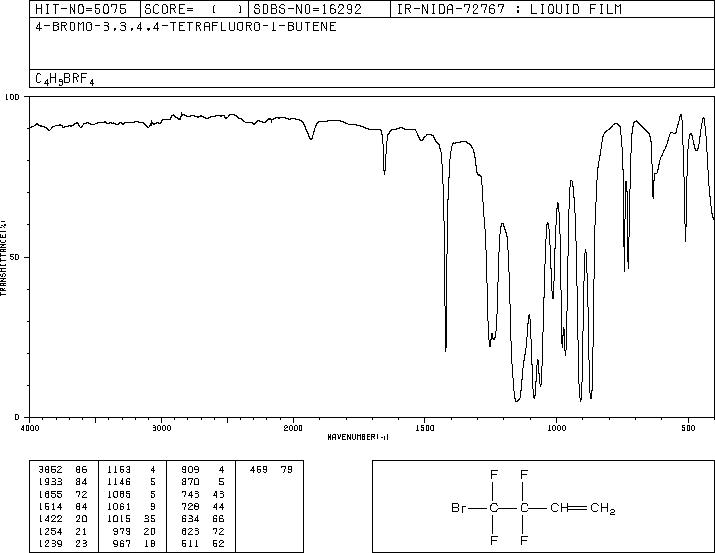 HIT-NO=5075 SCORE= ( ) SDBS-NO=16292 IR-NIDA-72767 : LIQUID FILM
4-BROMO-3,3,4,4-TETRAFLUORO-1-BUTENE
C4H3BRF4
100
50
0
TRANSMITTANCE(%)
4000 3000 2000 1500 1000 500
WAVENUMBER(-1)
3862 86 1153 4 909 4 469 79
1933 84 1146 5 870 5
1655 72 1085 5 743 43
1514 84 1061 9 728 44
1422 20 1015 35 634 66
1254 21 979 20 623 72
1239 23 967 18 511 52
F F
Br C C CH CH2
F F